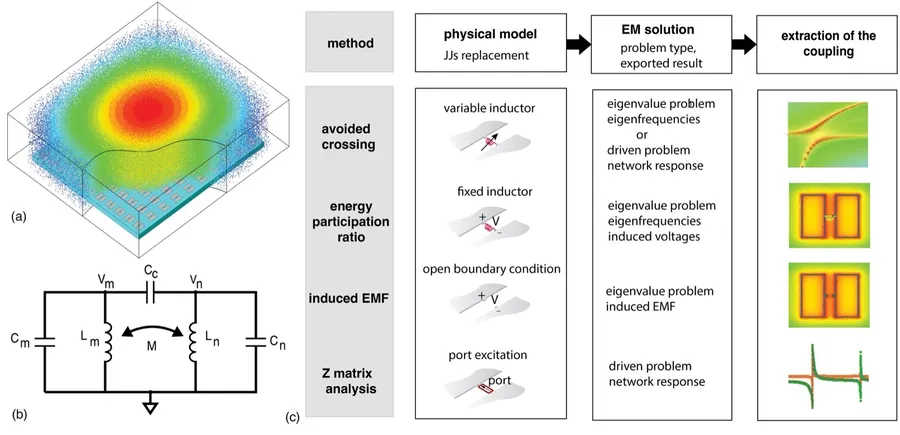 (a)
(b)
C_c
V_m
V_n
C_m
L_m
M
L_n
C_n
(c)
method
physical model
JJs replacement
EM solution
problem type,
exported result
extraction of the
coupling
avoided
crossing
variable inductor
eigenvalue problem
eigenfrequencies
or
driven problem
network response
energy
participation
ratio
fixed inductor
+
V
_
eigenvalue problem
eigenfrequencies
induced voltages
induced EMF
open boundary condition
+
V
_
eigenvalue problem
induced EMF
Z matrix
analysis
port excitation
port
driven problem
network response